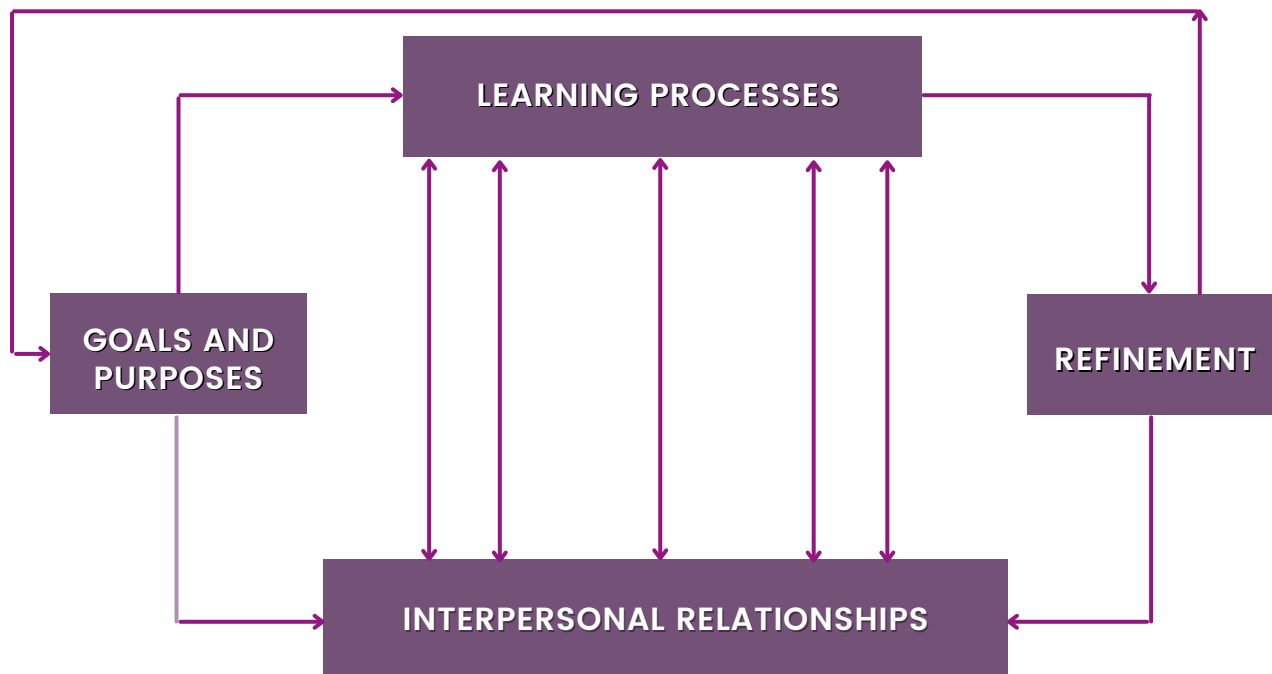 LEARNING PROCESSES
GOALS AND
PURPOSES
REFINEMENT
INTERPERSONAL RELATIONSHIPS